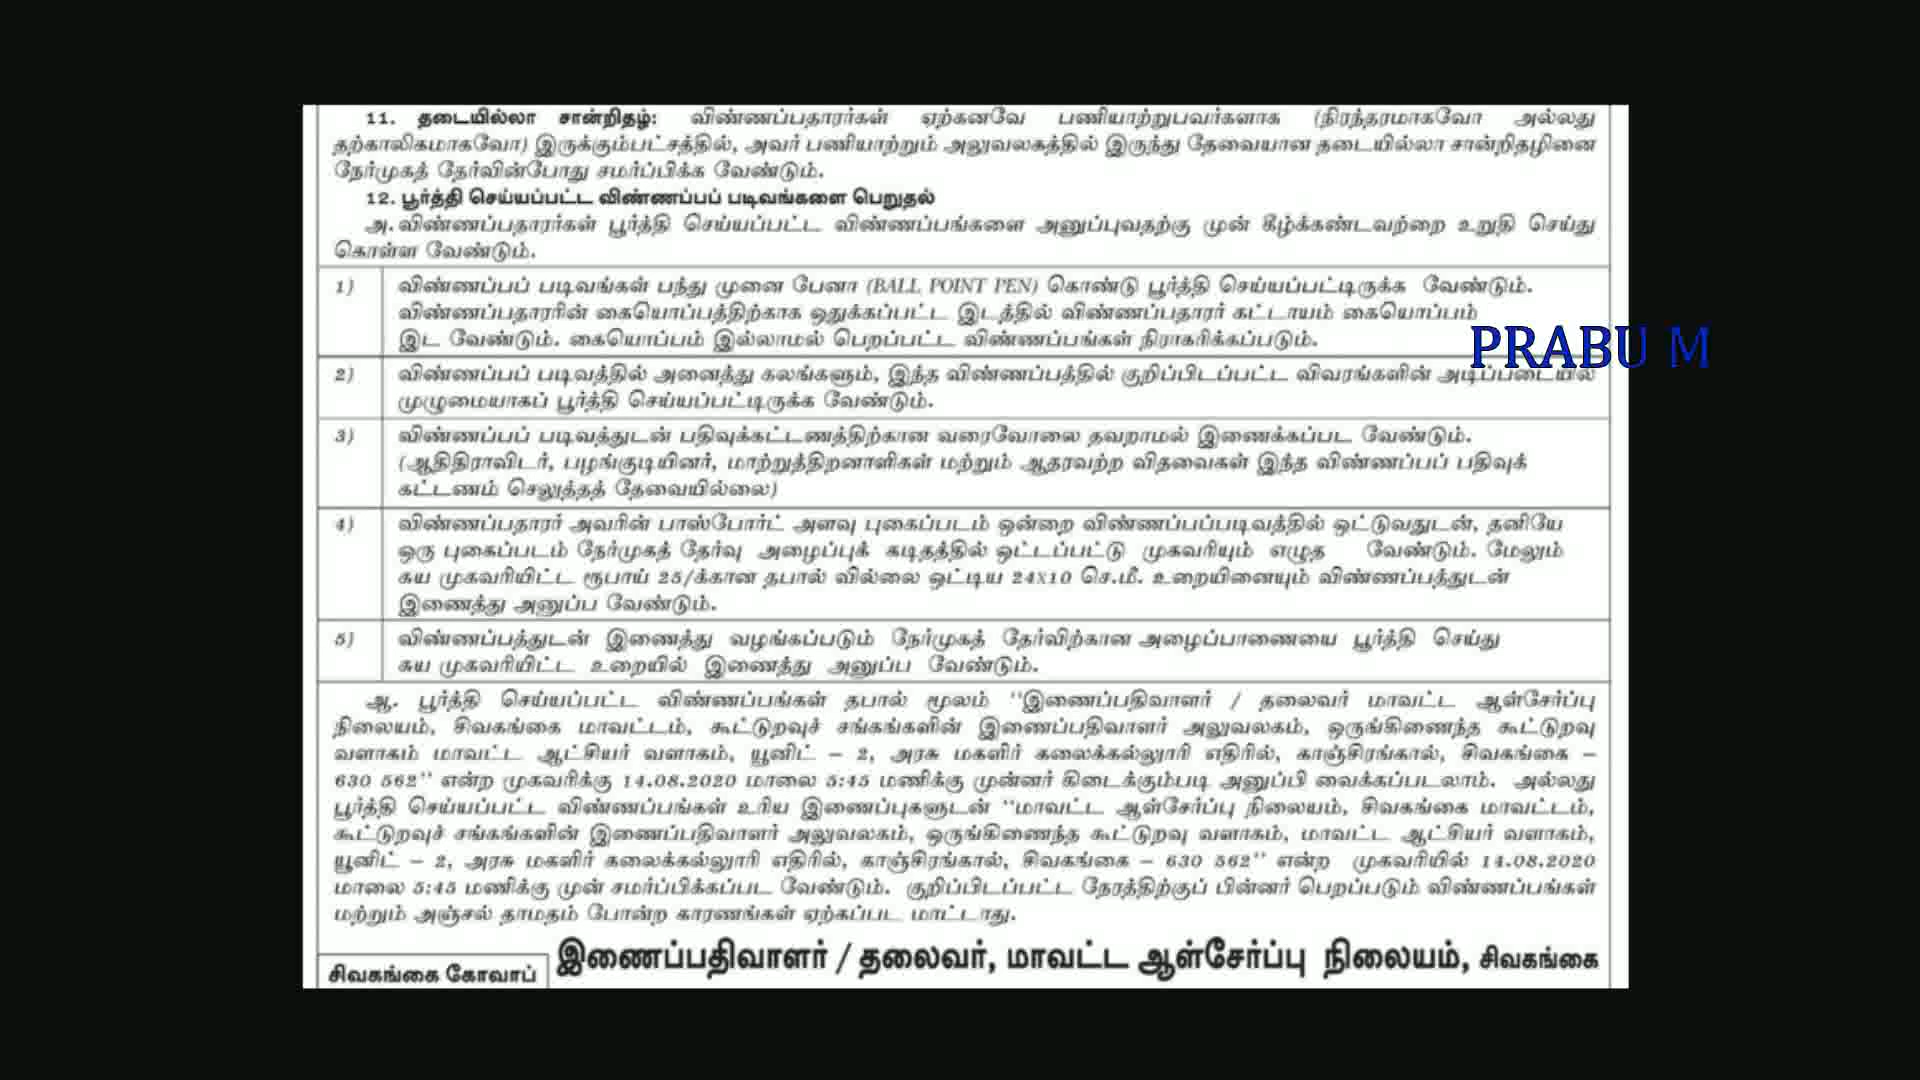 11. தடையில்லா சான்றிதழ்: விண்ணப்பதாரர்கள் ஏற்கனவே பணியாற்றுபவர்களாக (நிரந்தரமாகவோ அல்லது
தற்காலிகமாகவோ) இருக்கும்பட்சத்தில், அவர் பணியாற்றும் அலுவலகத்தில் இருந்து தேவையான தடையில்லா சான்றிதழினை
நேர்முகத் தேர்வின்போது சமர்ப்பிக்க வேண்டும்.
12. பூர்த்தி செய்யப்பட்ட விண்ணப்பப் படிவங்களை பெறுதல்
அ.விண்ணப்பதாரர்கள் பூர்த்தி செய்யப்பட்ட விண்ணப்பங்களை அனுப்புவதற்கு முன் கீழ்க்கண்டவற்றை உறுதி செய்து
கொள்ள வேண்டும்.
1) விண்ணப்பப் படிவங்கள் பந்து முனை பேனா (BALL POINT PEN) கொண்டு பூர்த்தி செய்யப்பட்டிருக்க வேண்டும்.
விண்ணப்பதாரரின் கையொப்பத்திற்காக ஒதுக்கப்பட்ட இடத்தில் விண்ணப்பதாரர் கட்டாயம் கையொப்பம்
இட வேண்டும். கையொப்பம் இல்லாமல் பெறப்பட்ட விண்ணப்பங்கள் நிராகரிக்கப்படும்.
PRABU M
2) விண்ணப்பப் படிவத்தில் அனைத்து கலங்களும், இந்த விண்ணப்பத்தில் குறிப்பிடப்பட்ட விவரங்களின் அடிப்படையில்
முழுமையாகப் பூர்த்தி செய்யப்பட்டிருக்க வேண்டும்.
3) விண்ணப்பப் படிவத்துடன் பதிவுக்கட்டணத்திற்கான வரைவோலை தவறாமல் இணைக்கப்பட வேண்டும்.
(ஆதிதிராவிடர், பழங்குடியினர், மாற்றுத்திறனாளிகள் மற்றும் ஆதரவற்ற விதவைகள் இந்த விண்ணப்பப் பதிவுக்
கட்டணம் செலுத்தத் தேவையில்லை)
4) விண்ணப்பதாரர் அவரின் பாஸ்போர்ட் அளவு புகைப்படம் ஒன்றை விண்ணப்பப்படிவத்தில் ஒட்டுவதுடன், தனியே
ஒரு புகைப்படம் நேர்முகத் தேர்வு அழைப்புக் கடிதத்தில் ஒட்டப்பட்டு முகவரியும் எழுத வேண்டும். மேலும்
சுய முகவரியிட்ட ரூபாய் 25/க்கான தபால் வில்லை ஒட்டிய 24x10 செ.மீ. உறையினையும் விண்ணப்பத்துடன்
இணைத்து அனுப்ப வேண்டும்.
5) விண்ணப்பத்துடன் இணைத்து வழங்கப்படும் நேர்முகத் தேர்விற்கான அழைப்பாணையை பூர்த்தி செய்து
சுய முகவரியிட்ட உறையில் இணைத்து அனுப்ப வேண்டும்.
ஆ. பூர்த்தி செய்யப்பட்ட விண்ணப்பங்கள் தபால் மூலம் "இணைப்பதிவாளர் / தலைவர் மாவட்ட ஆள்சேர்ப்பு
நிலையம், சிவகங்கை மாவட்டம், கூட்டுறவுச் சங்கங்களின் இணைப்பதிவாளர் அலுவலகம், ஒருங்கிணைந்த கூட்டுறவு
வளாகம் மாவட்ட ஆட்சியர் வளாகம், யூனிட் – 2, அரசு மகளிர் கலைக்கல்லூரி எதிரில், காஞ்சிரங்கால், சிவகங்கை –
630 562" என்ற முகவரிக்கு 14.08.2020 மாலை 5:45 மணிக்கு முன்னர் கிடைக்கும்படி அனுப்பி வைக்கப்படலாம். அல்லது
பூர்த்தி செய்யப்பட்ட விண்ணப்பங்கள் உரிய இணைப்புகளுடன் "மாவட்ட ஆள்சேர்ப்பு நிலையம், சிவகங்கை மாவட்டம்,
கூட்டுறவுச் சங்கங்களின் இணைப்பதிவாளர் அலுவலகம், ஒருங்கிணைந்த கூட்டுறவு வளாகம், மாவட்ட ஆட்சியர் வளாகம்,
யூனிட் – 2, அரசு மகளிர் கலைக்கல்லூரி எதிரில், காஞ்சிரங்கால், சிவகங்கை – 630 562" என்ற முகவரியில் 14.08.2020
மாலை 5:45 மணிக்கு முன் சமர்ப்பிக்கப்பட வேண்டும். குறிப்பிடப்பட்ட நேரத்திற்குப் பின்னர் பெறப்படும் விண்ணப்பங்கள்
மற்றும் அஞ்சல் தாமதம் போன்ற காரணங்கள் ஏற்கப்பட மாட்டாது.
இணைப்பதிவாளர் / தலைவர், மாவட்ட ஆள்சேர்ப்பு நிலையம், சிவகங்கை
சிவகங்கை கோவாப்